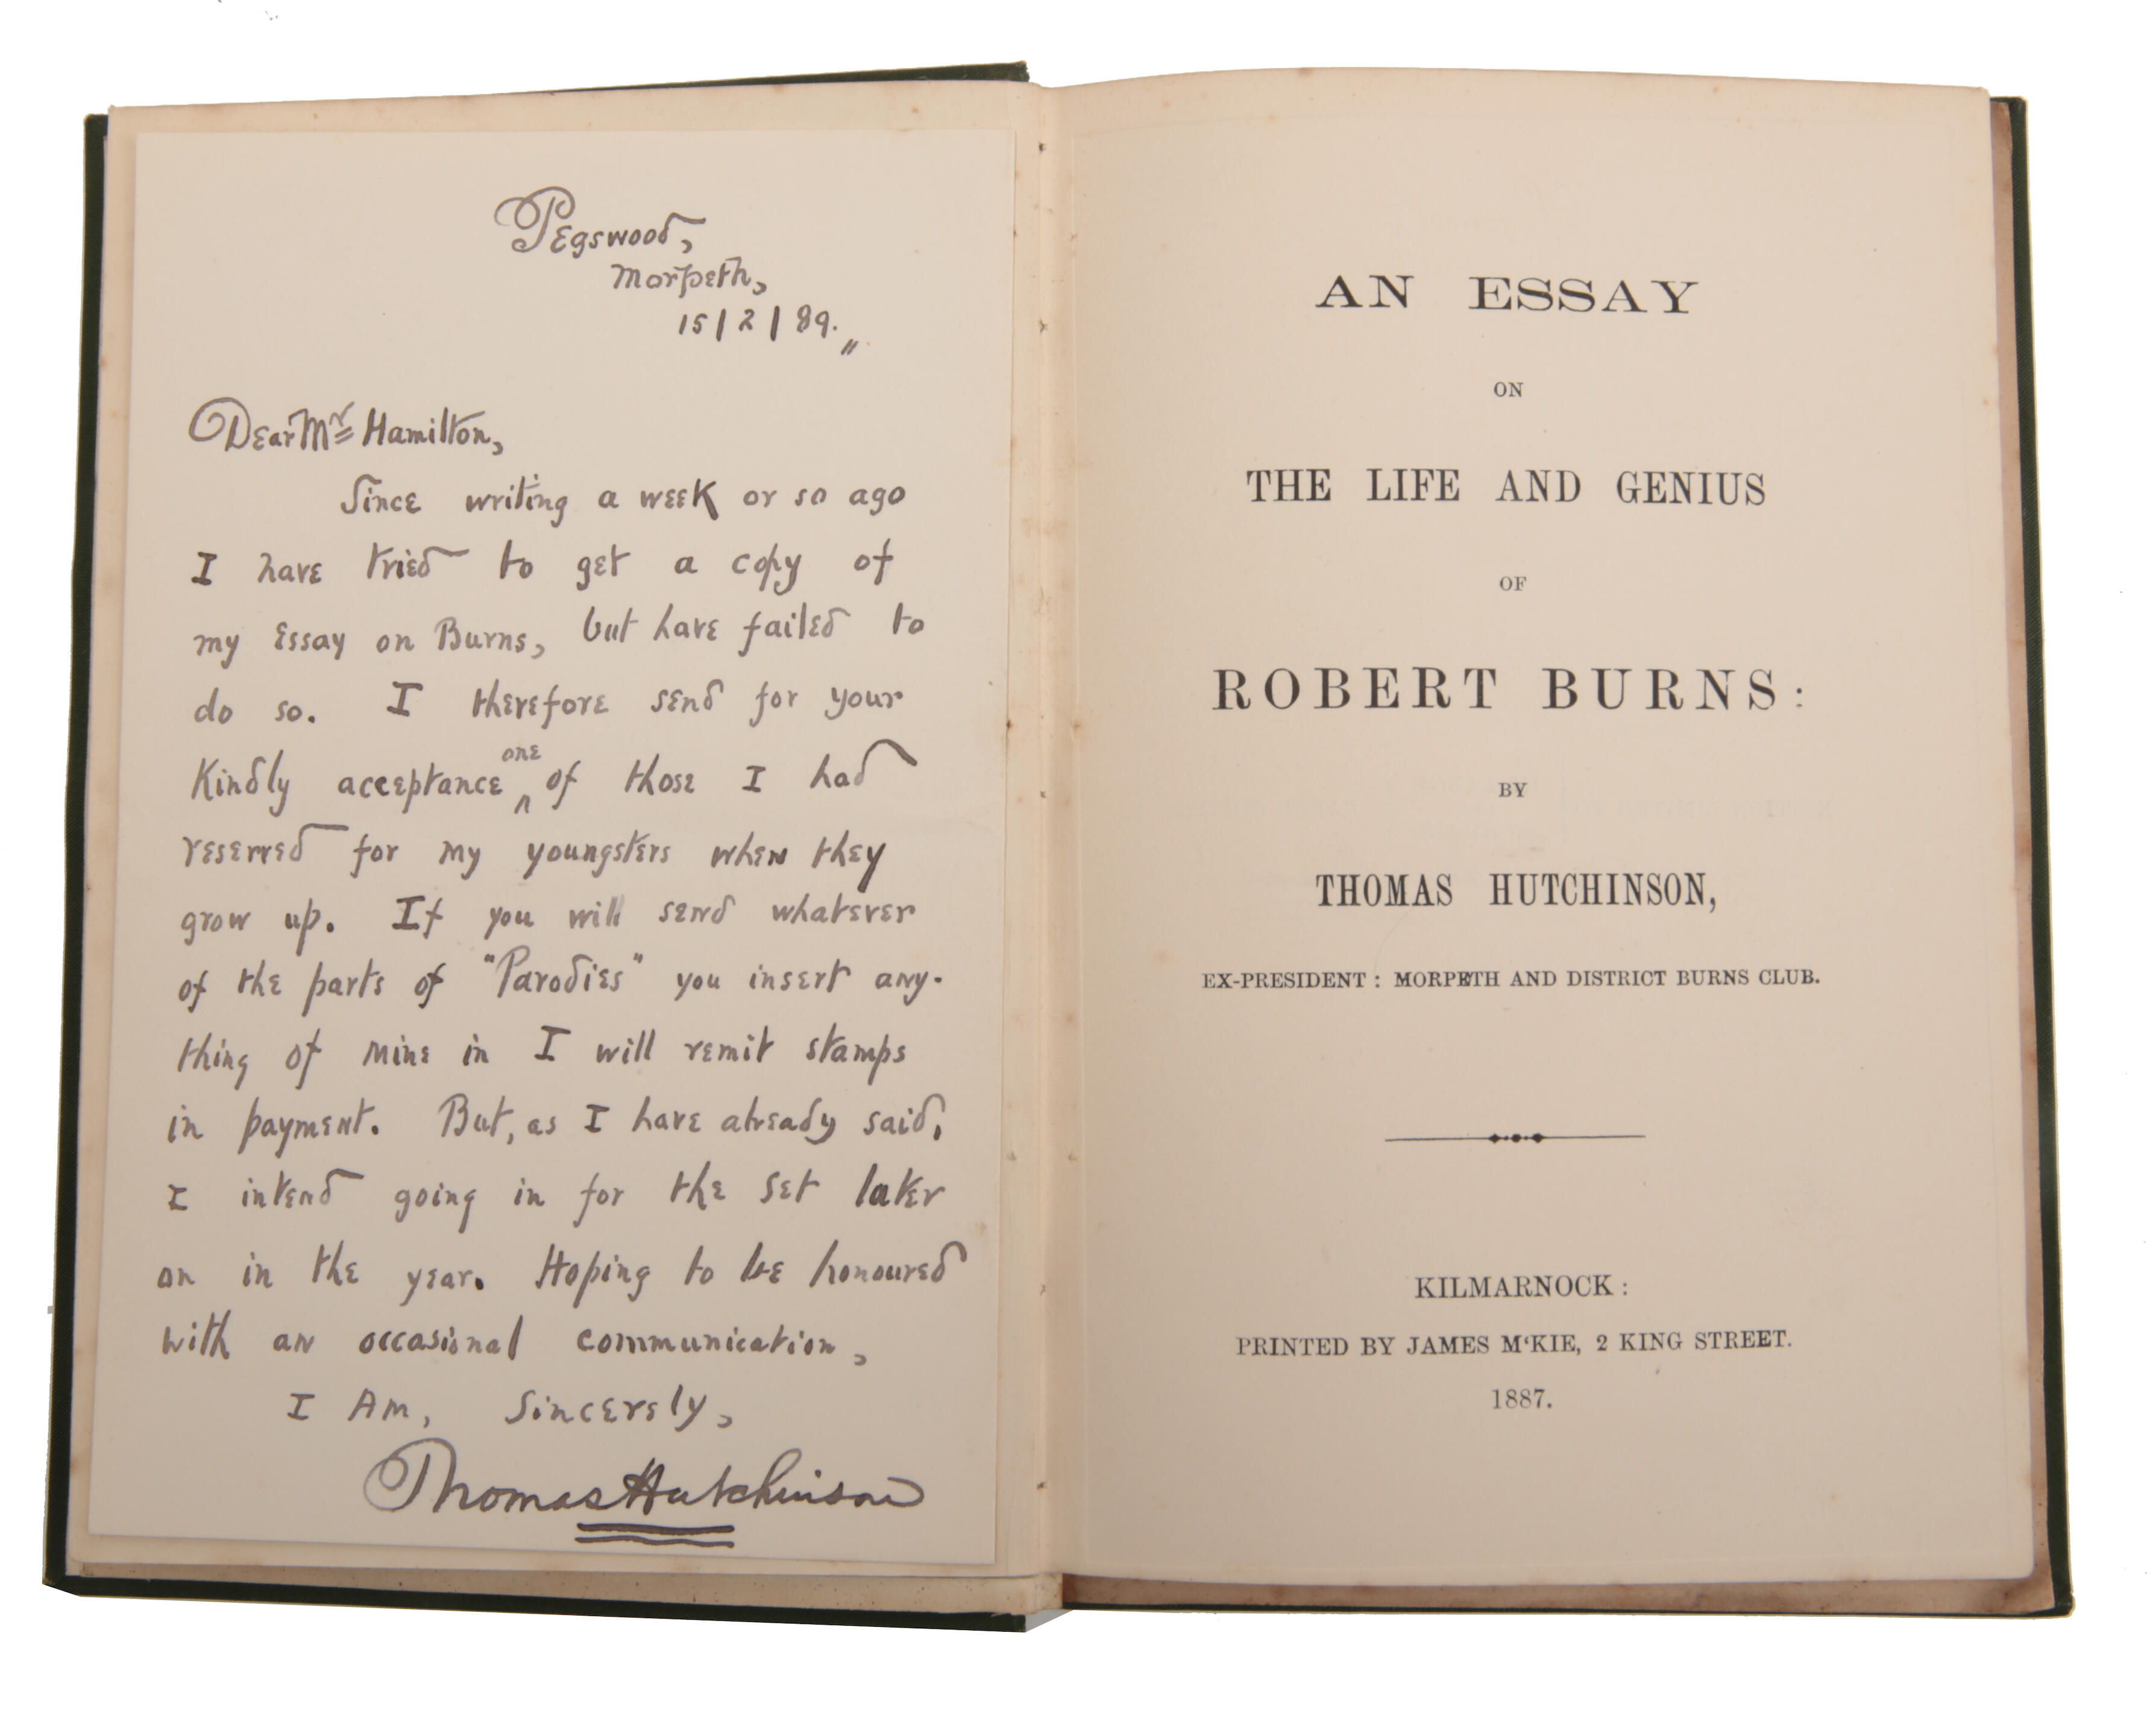 Pegswood,
Morpeth,
15/2/89.„
Dear Mr Hamilton,
Since writing a week or so ago
I have tried to get a copy of
my Essay on Burns, but have failed to
do so. I therefore send for your
one
Kindly acceptance ‸ of those I had
reserved for my youngsters when they
grow up. If you will send whatever
of the parts of "Parodies" you insert any-
thing of mine in I will remit stamps
in payment. But, as I have already said,
I intend going in for the set later
on in the year. Hoping to be honoured
with an occasional communication,
I Am, Sincerely,
Thomas Hutchinson
AN ESSAY
ON
THE LIFE AND GENIUS
OF
ROBERT BURNS:
BY
THOMAS HUTCHINSON,
EX-PRESIDENT: MORPETH AND DISTRICT BURNS CLUB.
KILMARNOCK:
PRINTED BY JAMES M‘KIE, 2 KING STREET.
1887.